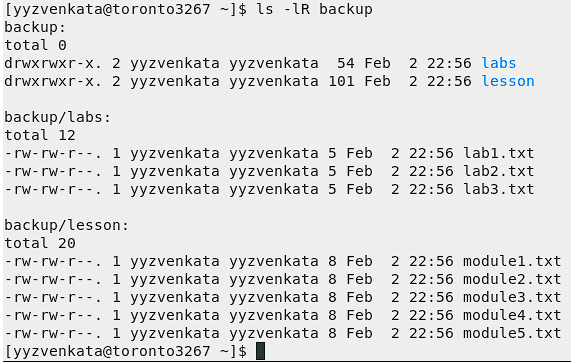 [yyzvenkata@toronto3267 ~]$ ls -lR backup
backup:
total 0
drwxrwxr-x. 2 yyzvenkata yyzvenkata  54 Feb  2 22:56 labs
drwxrwxr-x. 2 yyzvenkata yyzvenkata 101 Feb  2 22:56 lesson

backup/labs:
total 12
-rw-rw-r--. 1 yyzvenkata yyzvenkata 5 Feb  2 22:56 lab1.txt
-rw-rw-r--. 1 yyzvenkata yyzvenkata 5 Feb  2 22:56 lab2.txt
-rw-rw-r--. 1 yyzvenkata yyzvenkata 5 Feb  2 22:56 lab3.txt

backup/lesson:
total 20
-rw-rw-r--. 1 yyzvenkata yyzvenkata 8 Feb  2 22:56 module1.txt
-rw-rw-r--. 1 yyzvenkata yyzvenkata 8 Feb  2 22:56 module2.txt
-rw-rw-r--. 1 yyzvenkata yyzvenkata 8 Feb  2 22:56 module3.txt
-rw-rw-r--. 1 yyzvenkata yyzvenkata 8 Feb  2 22:56 module4.txt
-rw-rw-r--. 1 yyzvenkata yyzvenkata 8 Feb  2 22:56 module5.txt
[yyzvenkata@toronto3267 ~]$